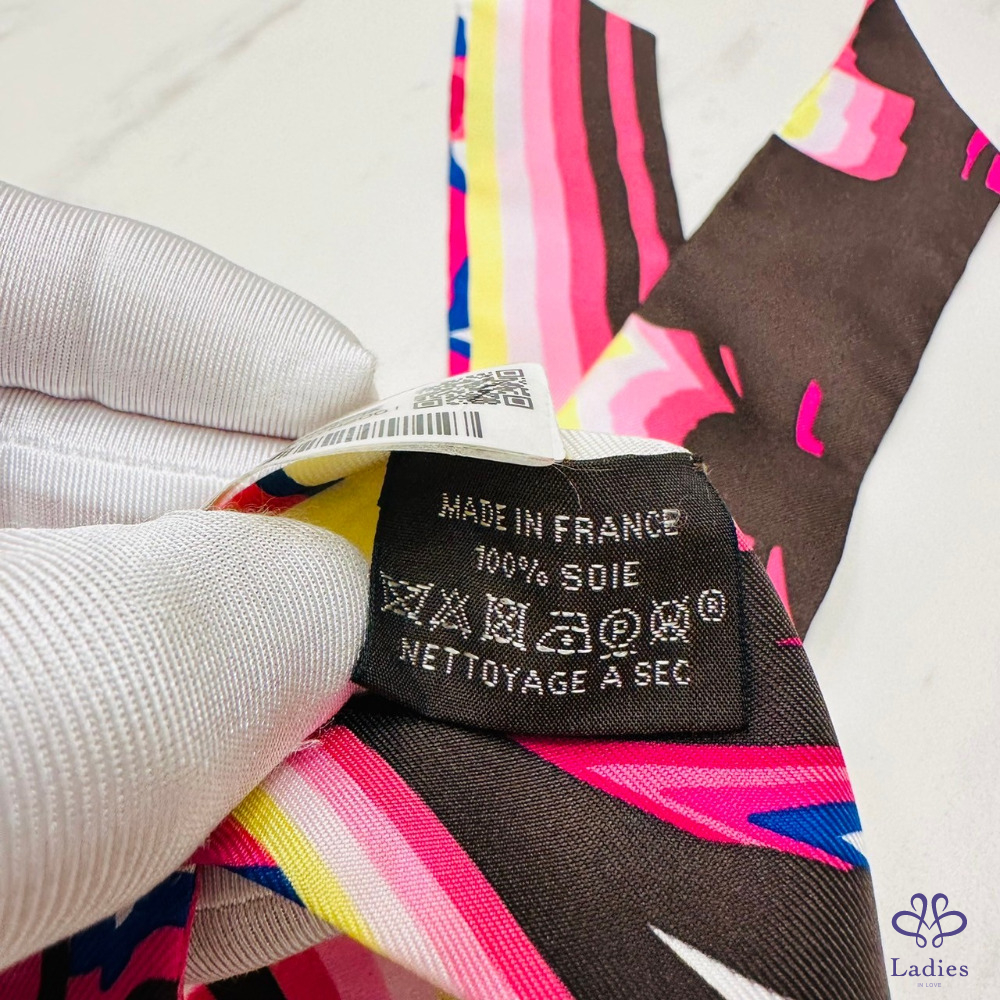 MADE IN FRANCE
100% SOIE
P ®
NETTOYAGE A SEC
Ladies
IN LOVE